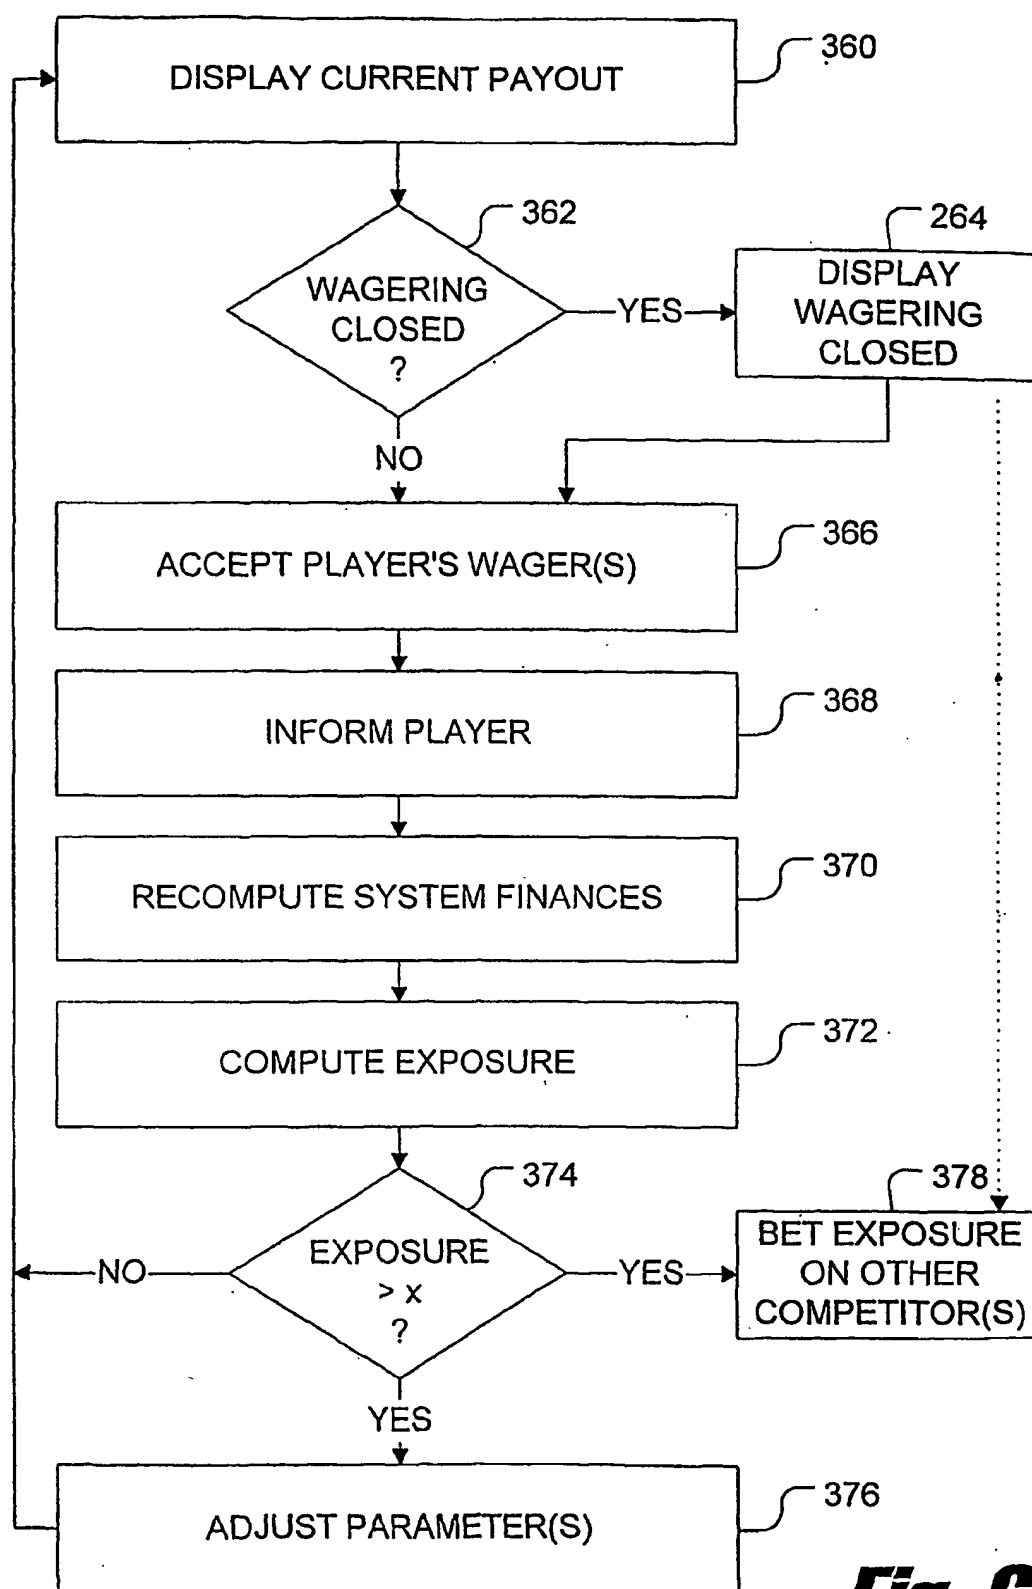 DISPLAY CURRENT PAYOUT
360
362
WAGERING
CLOSED
?
YES
264
DISPLAY
WAGERING
CLOSED
NO
ACCEPT PLAYER'S WAGER(S)
366
INFORM PLAYER
368
RECOMPUTE SYSTEM FINANCES
370
COMPUTE EXPOSURE
372
374
EXPOSURE
> x
?
NO
YES
378
BET EXPOSURE
ON OTHER
COMPETITOR(S)
YES
ADJUST PARAMETER(S)
376
Fig.